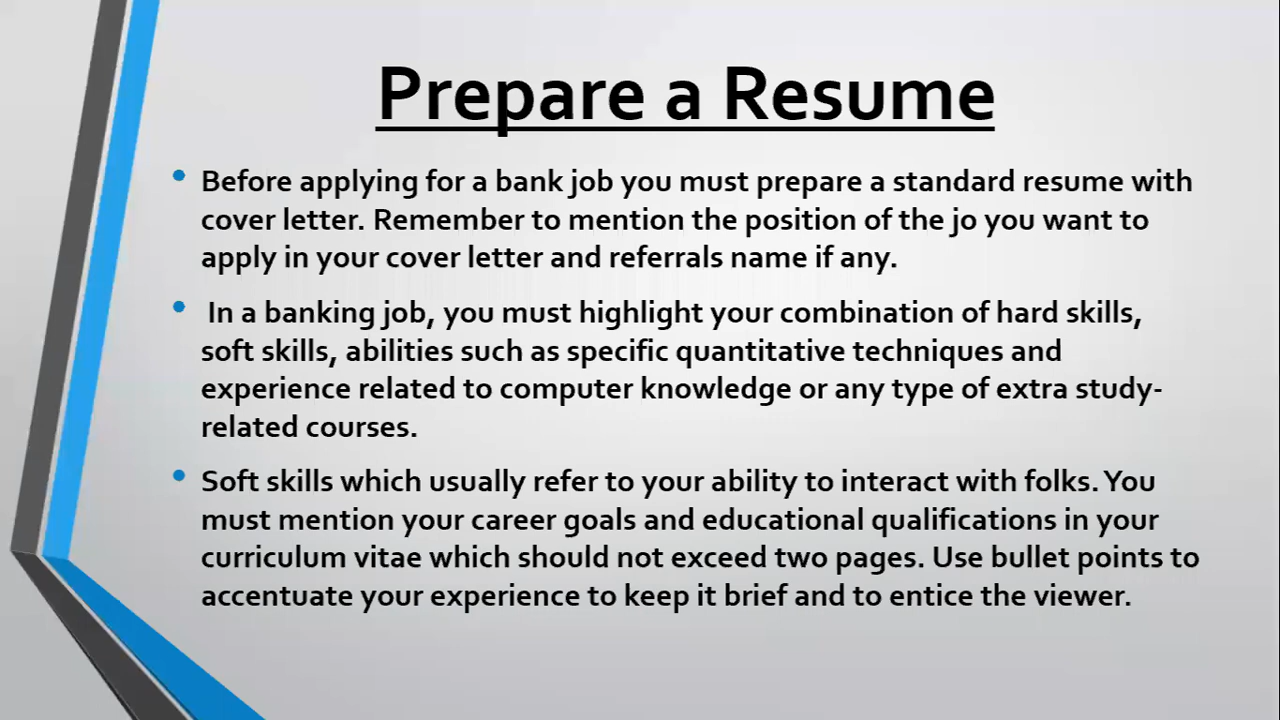 Prepare a Resume
• Before applying for a bank job you must prepare a standard resume with
cover letter. Remember to mention the position of the jo you want to
apply in your cover letter and referrals name if any.
• In a banking job, you must highlight your combination of hard skills,
soft skills, abilities such as specific quantitative techniques and
experience related to computer knowledge or any type of extra study-
related courses.
• Soft skills which usually refer to your ability to interact with folks. You
must mention your career goals and educational qualifications in your
curriculum vitae which should not exceed two pages. Use bullet points to
accentuate your experience to keep it brief and to entice the viewer.